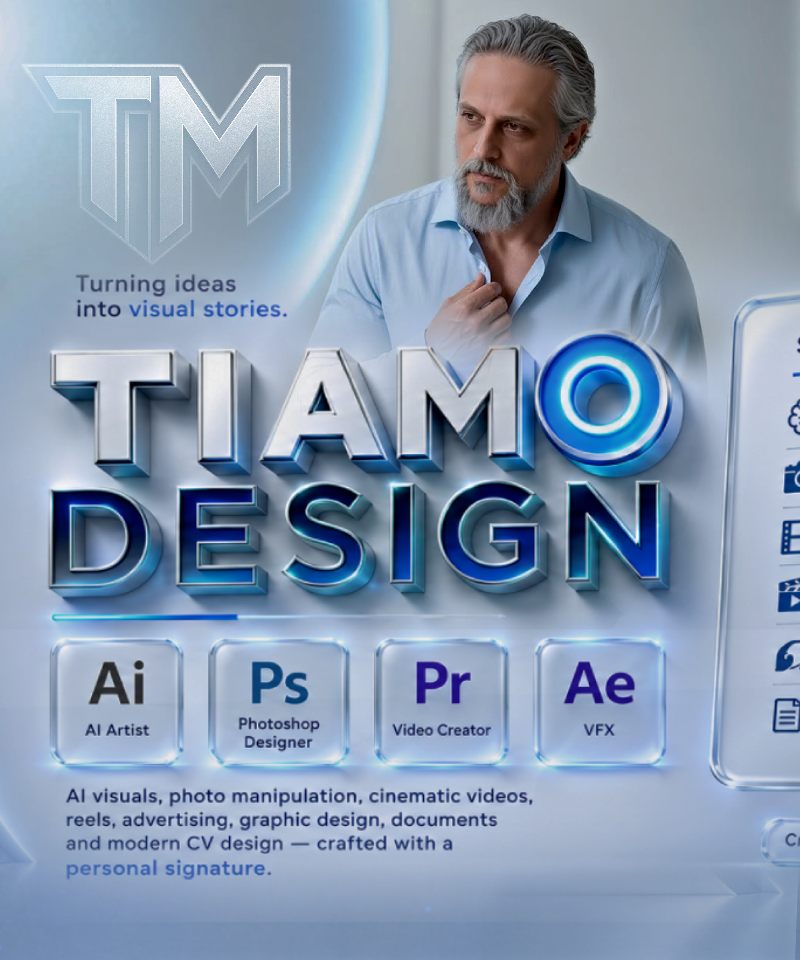 TM
Turning ideas
into visual stories.
TIAMO
DESIGN
Ai
AI Artist
Ps
Photoshop
Designer
Pr
Video Creator
Ae
VFX
AI visuals, photo manipulation, cinematic videos,
reels, advertising, graphic design, documents
and modern CV design — crafted with a
personal signature.